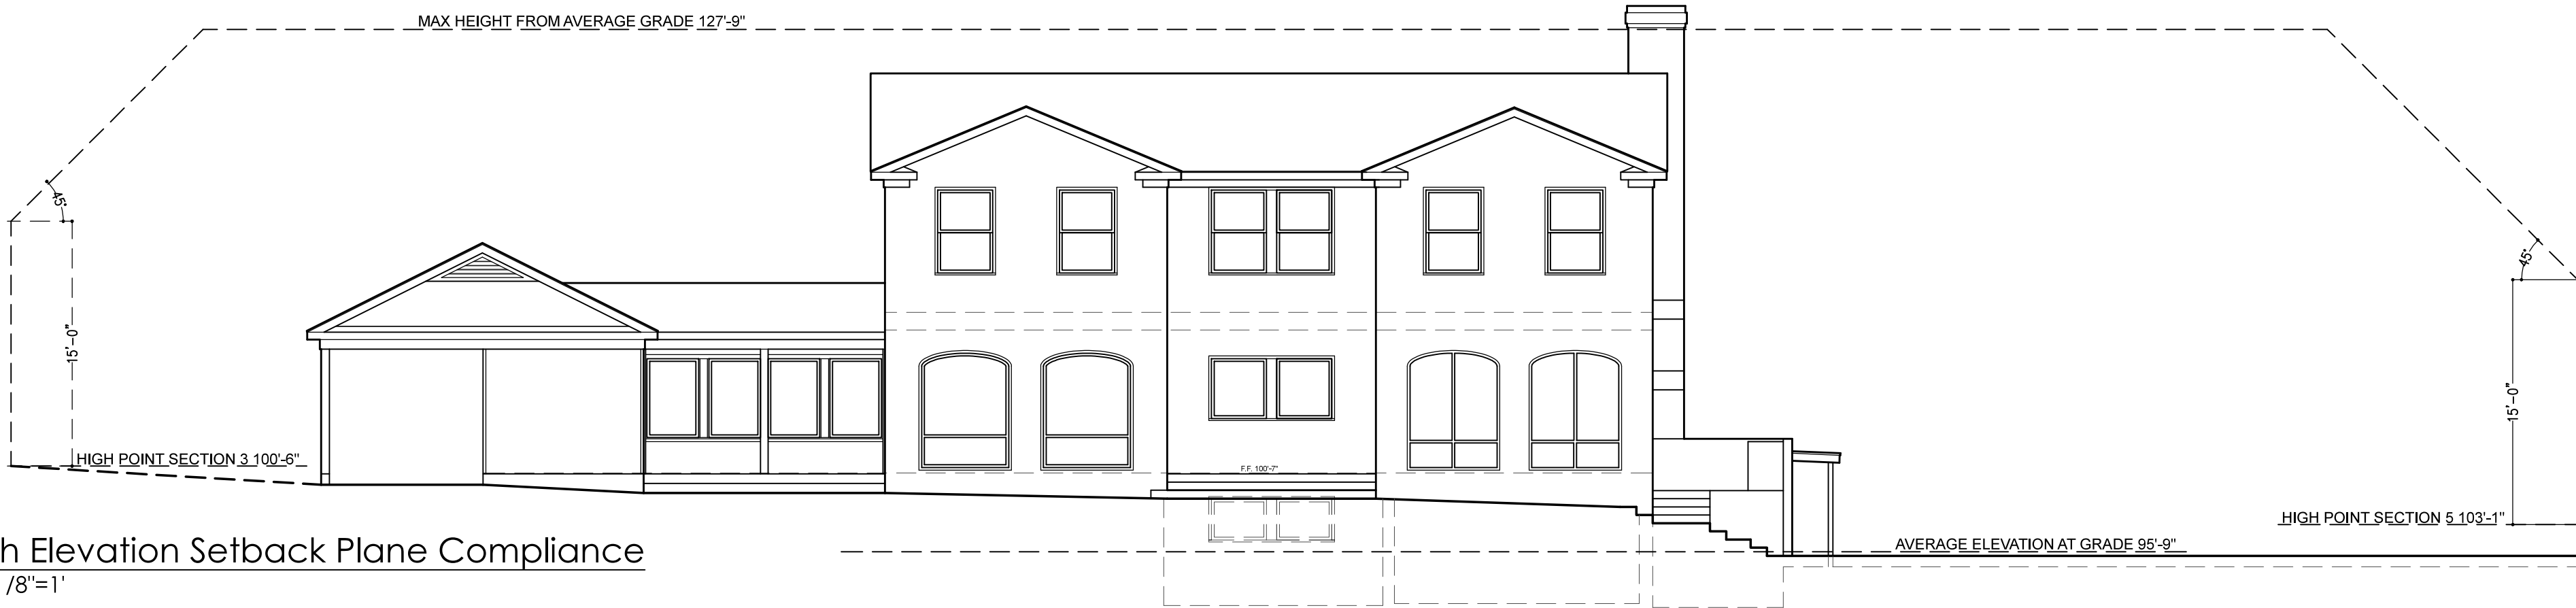 MAX HEIGHT FROM AVERAGE GRADE 127'-9"
45°
45°
15'-0"
15'-0"
HIGH POINT SECTION 3 100'-6"
F.F. 100'-7"
HIGH POINT SECTION 5 103'-1"
AVERAGE ELEVATION AT GRADE 95'-9"
h Elevation Setback Plane Compliance
/8"=1'